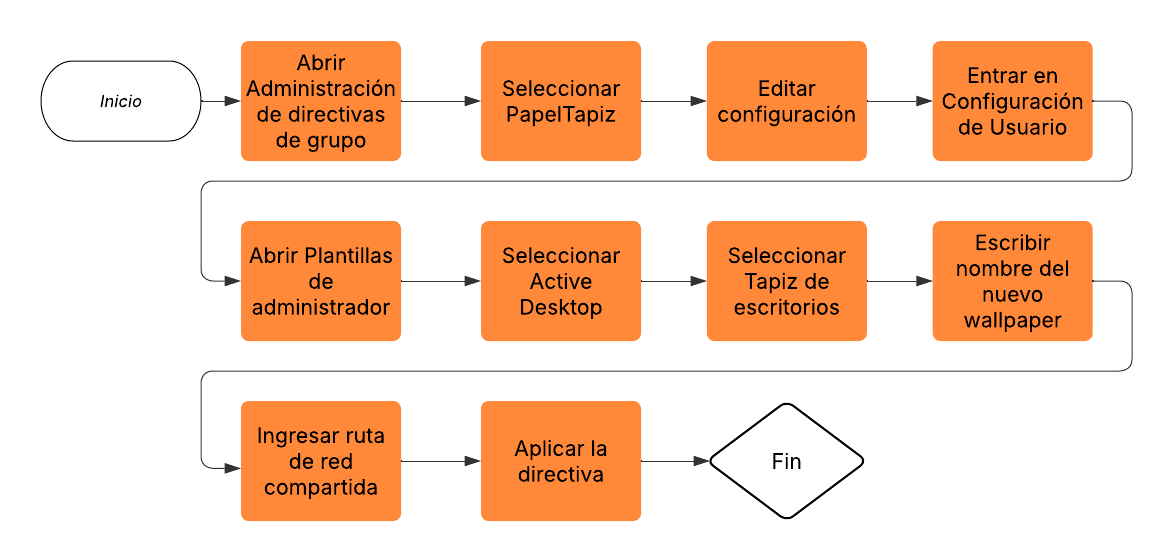 Inicio
Abrir
Administración
de directivas
de grupo
Seleccionar
PapelTapiz
Editar
configuración
Entrar en
Configuración
de Usuario
Abrir Plantillas
de
administrador
Seleccionar
Active
Desktop
Seleccionar
Tapiz de
escritorios
Escribir
nombre del
nuevo
wallpaper
Ingresar ruta
de red
compartida
Aplicar la
directiva
Fin